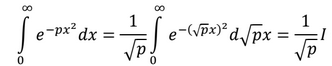 ∫₀^∞ e^{-px²} dx = 1/√p ∫₀^∞ e^{-(√p x)²} d√p x = 1/√p I